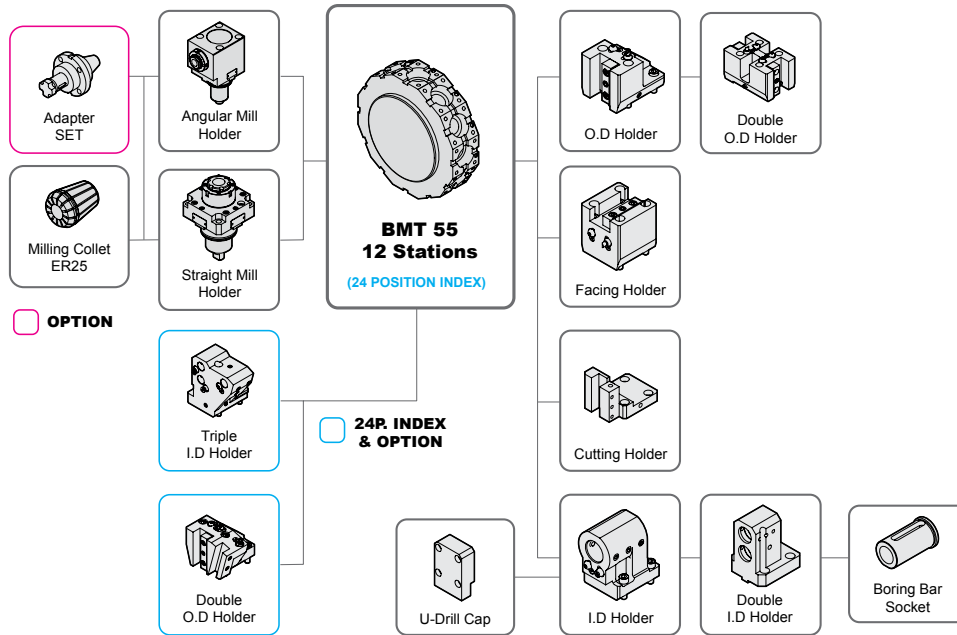 Adapter
SET
Angular Mill
Holder
BMT 55
12 Stations
(24 POSITION INDEX)
O.D Holder
Double
O.D Holder
Milling Collet
ER25
Straight Mill
Holder
Facing Holder
OPTION
Triple
I.D Holder
24P. INDEX
& OPTION
Cutting Holder
Double
O.D Holder
U-Drill Cap
I.D Holder
Double
I.D Holder
Boring Bar
Socket